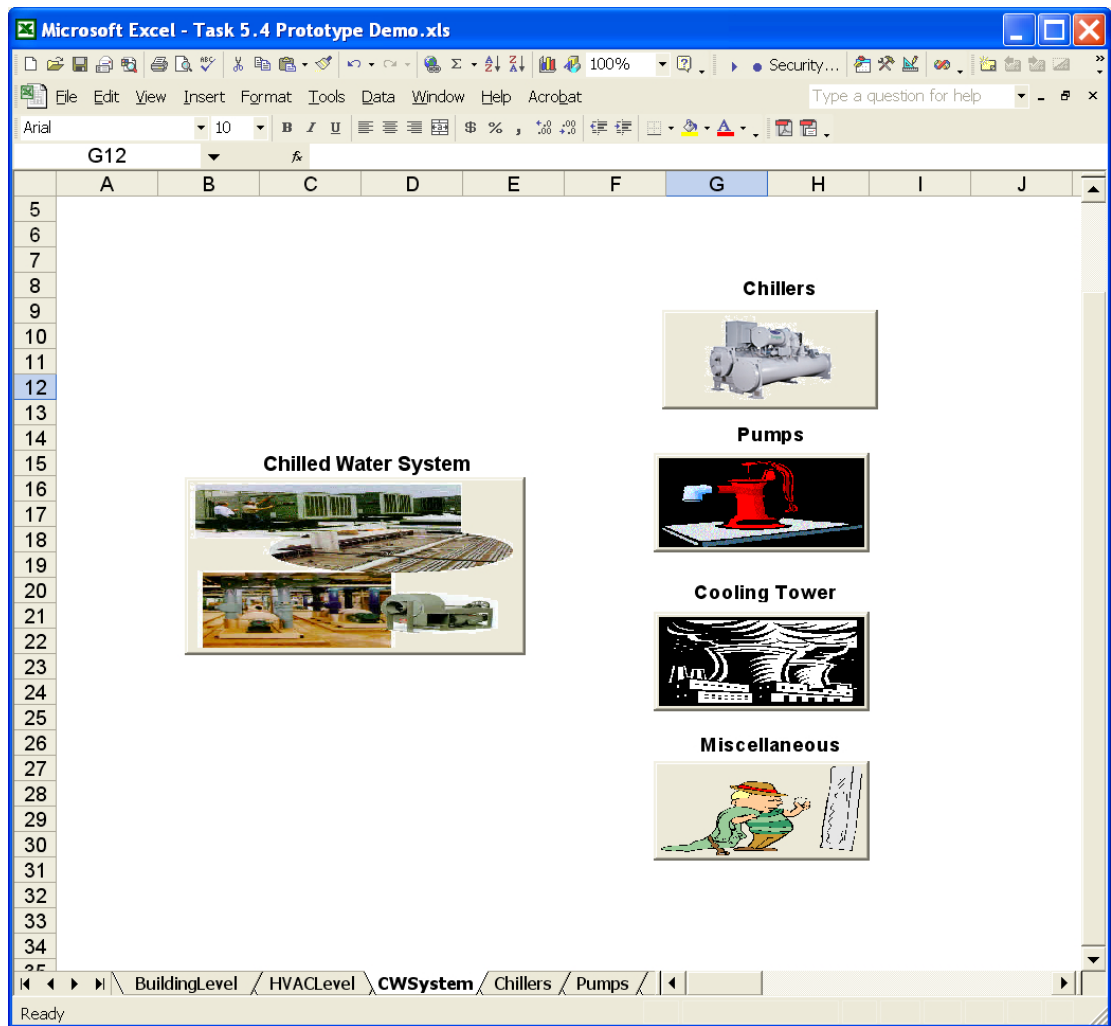 Microsoft Excel - Task 5.4 Prototype Demo.xls
100% Security...
File Edit View Insert Format Tools Data Window Help Acrobat Type a question for help
Arial 10 B I U $ % ,
G12 fx
A B C D E F G H I J
5
6
7
8
Chillers
9
10
11
12
13
14
Pumps
15
Chilled Water System
16
17
18
19
20
Cooling Tower
21
22
23
24
25
26
Miscellaneous
27
28
29
30
31
32
33
34
35
BuildingLevel HVACLevel CWSystem Chillers Pumps
Ready